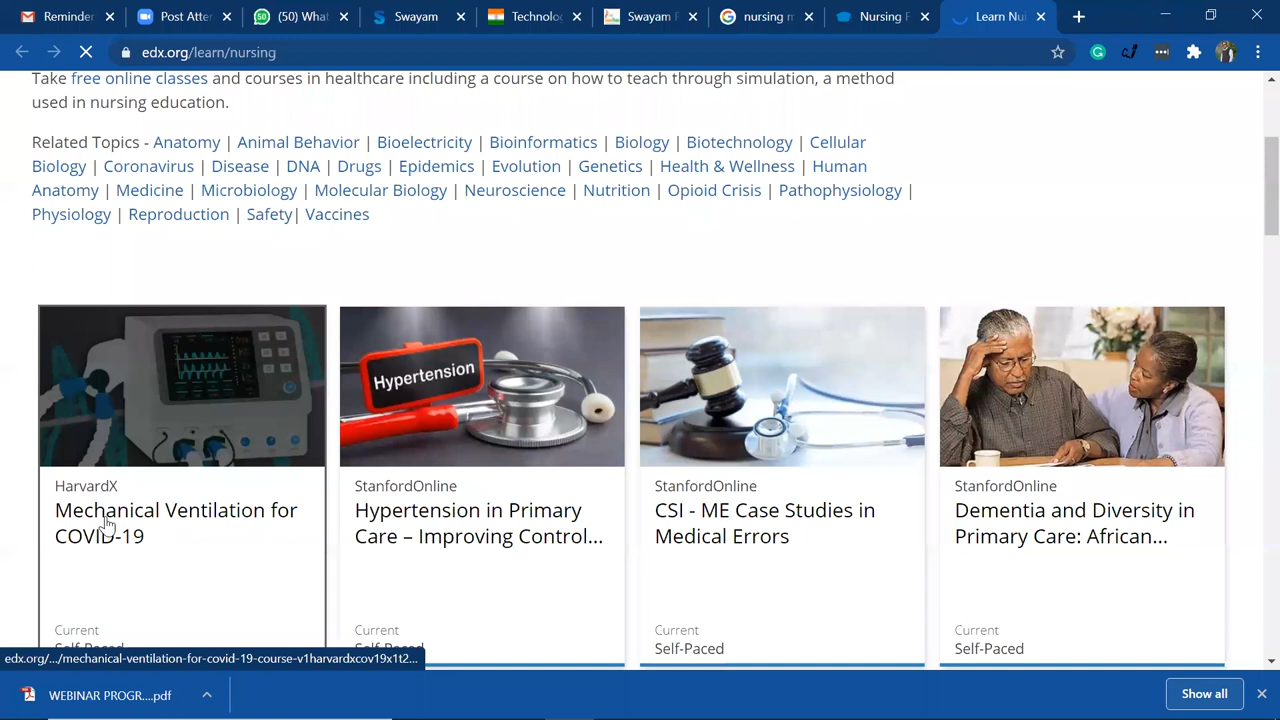 Reminder
Post Atter
(50) What
Swayam
Technolo
Swayam
nursing m
Nursing F
Learn Nu
edx.org/learn/nursing
Take free online classes and courses in healthcare including a course on how to teach through simulation, a method
used in nursing education.
Related Topics - Anatomy | Animal Behavior | Bioelectricity | Bioinformatics | Biology | Biotechnology | Cellular
Biology | Coronavirus | Disease | DNA | Drugs | Epidemics | Evolution | Genetics | Health & Wellness | Human
Anatomy | Medicine | Microbiology | Molecular Biology | Neuroscience | Nutrition | Opioid Crisis | Pathophysiology |
Physiology | Reproduction | Safety| Vaccines
Hypertension
HarvardX
Mechanical Ventilation for
COVID-19
Current
Self-Paced
StanfordOnline
Hypertension in Primary
Care – Improving Control...
Current
Self-Paced
StanfordOnline
CSI - ME Case Studies in
Medical Errors
Current
Self-Paced
StanfordOnline
Dementia and Diversity in
Primary Care: African...
Current
Self-Paced
edx.org/.../mechanical-ventilation-for-covid-19-course-v1harvardxcov19x1t2...
WEBINAR PROGR....pdf
Show all